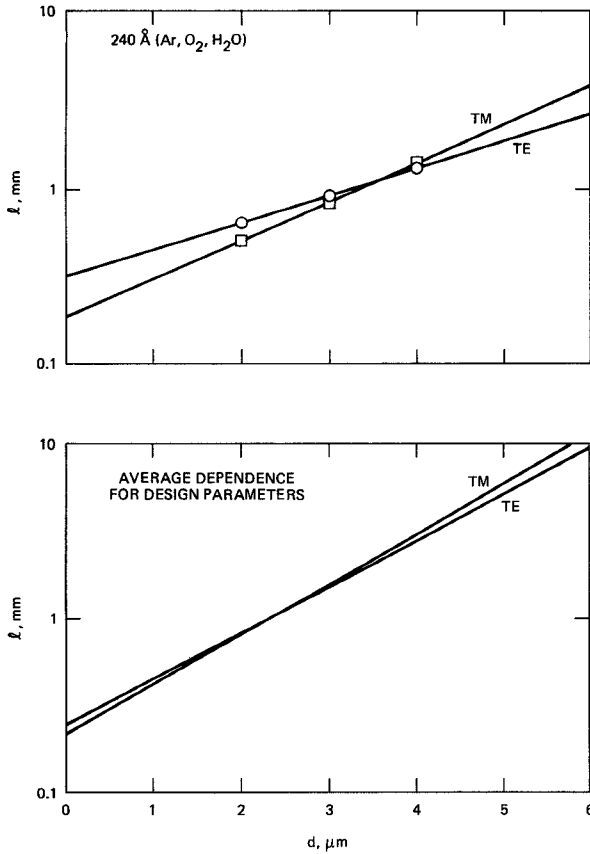 10
240 Å (Ar, O2, H2O)
TM
TE
ℓ, mm
1
0.1
10
AVERAGE DEPENDENCE
FOR DESIGN PARAMETERS
TM
TE
ℓ, mm
1
0.1
0 1 2 3 4 5 6
d, μm